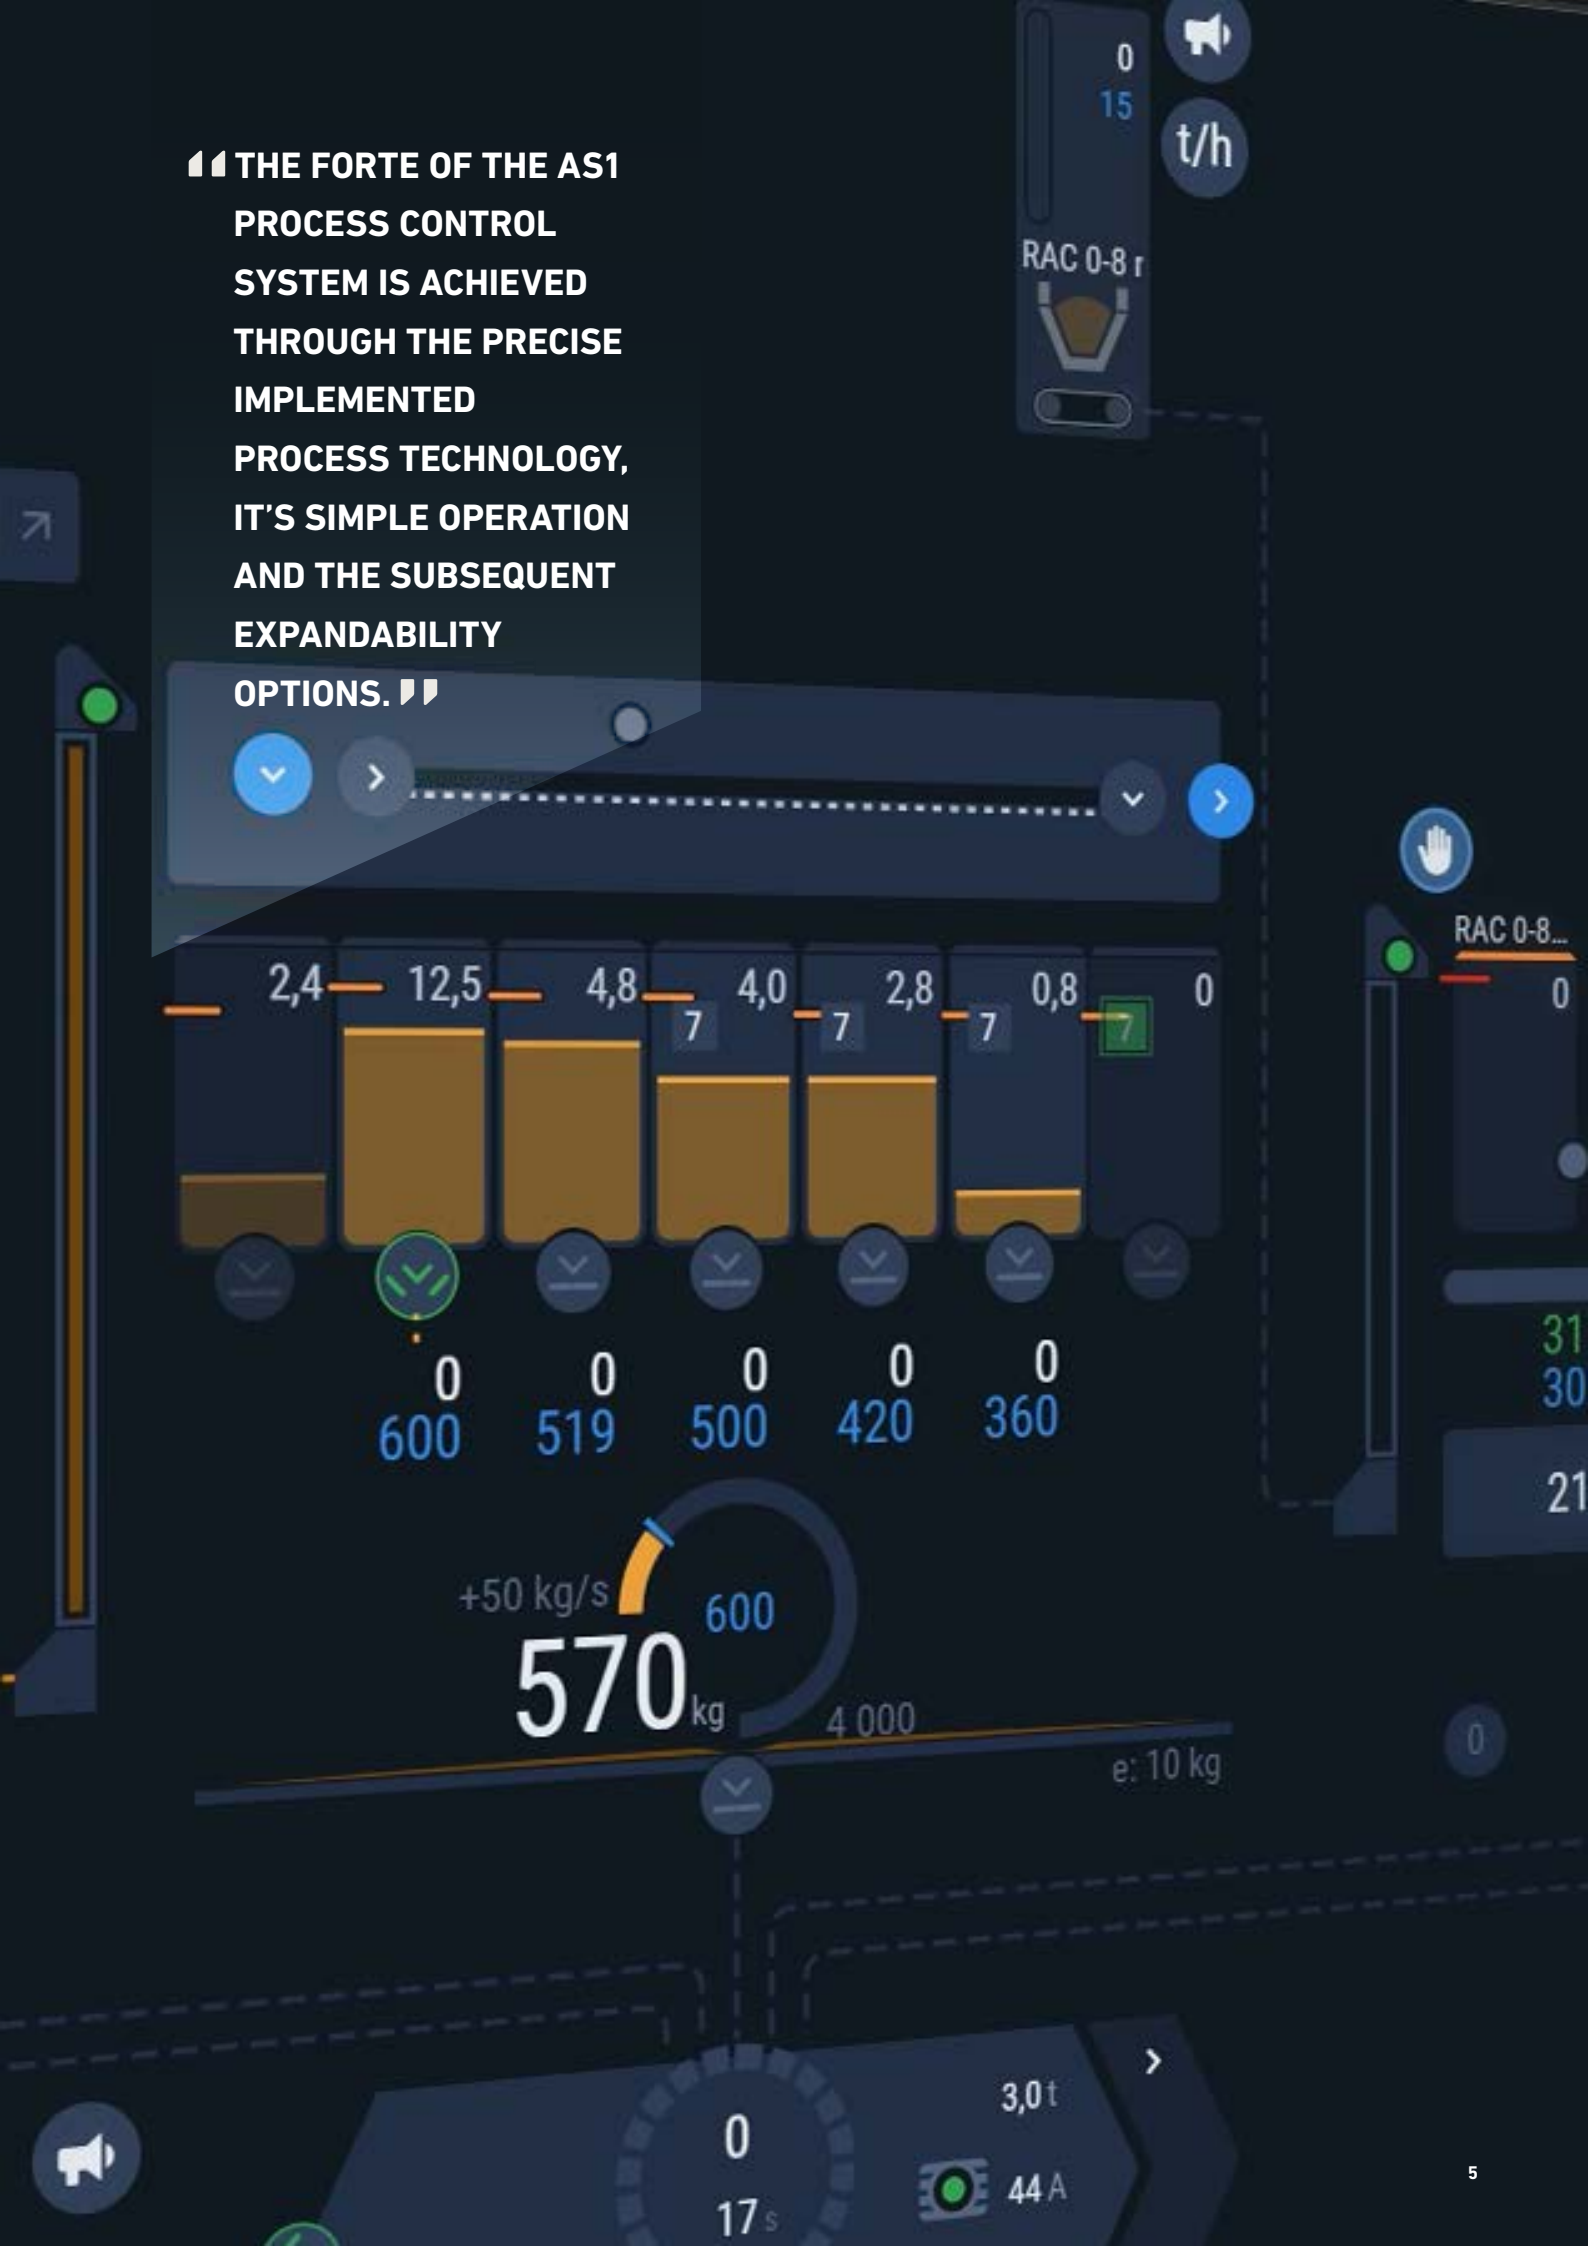 0
15
t/h
“THE FORTE OF THE AS1
PROCESS CONTROL
SYSTEM IS ACHIEVED
THROUGH THE PRECISE
IMPLEMENTED
PROCESS TECHNOLOGY,
IT’S SIMPLE OPERATION
AND THE SUBSEQUENT
EXPANDABILITY
OPTIONS.”
RAC 0-8 r
RAC 0-8...
0
2,4 12,5 4,8 4,0 2,8 0,8 0
7 7 7 7
0 0 0 0 0
600 519 500 420 360
31
30
21
+50 kg/s
600
570 kg
4 000
e: 10 kg
0
3,0 t
0
44 A
17 s
5